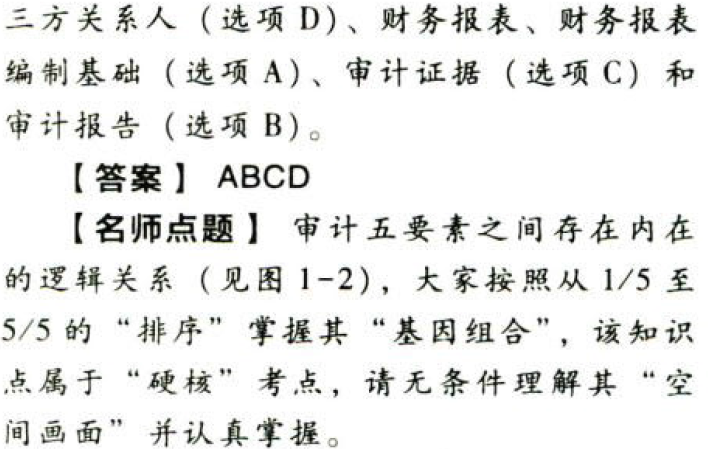 三方关系人（选项 D）、财务报表、财务报表
编制基础（选项 A）、审计证据（选项 C）和
审计报告（选项 B）。
【答案】 ABCD
【名师点题】 审计五要素之间存在内在
的逻辑关系（见图 1-2），大家按照从 1/5 至
5/5 的“排序”掌握其“基因组合”，该知识
点属于“硬核”考点，请无条件理解其“空
间画面”并认真掌握。